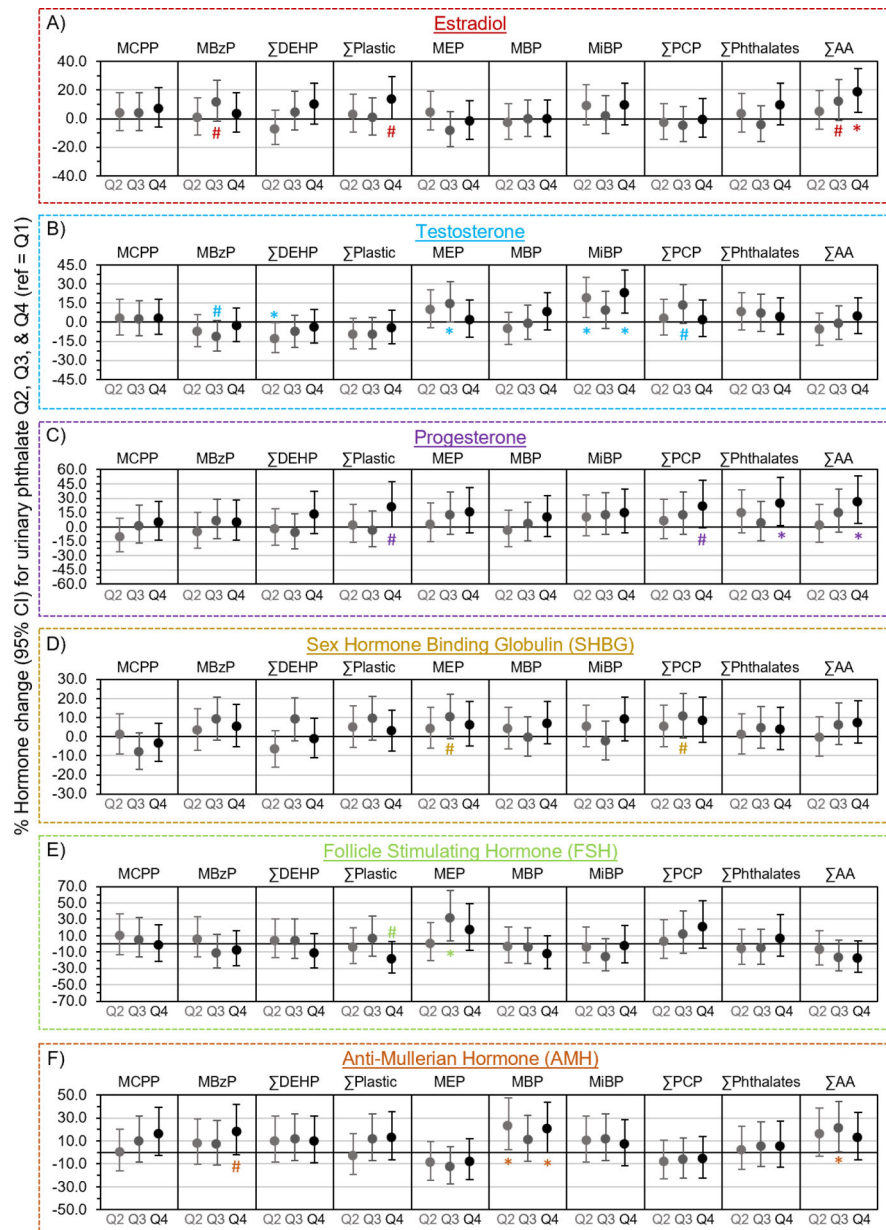 % Hormone change (95% CI) for urinary phthalate Q2, Q3, & Q4 (ref = Q1)
A) Estradiol
MCPP MBzP ∑DEHP ∑Plastic MEP MBP MiBP ∑PCP ∑Phthalates ∑AA
40.0
20.0
0.0
# # # *
-20.0
-40.0
Q2 Q3 Q4 Q2 Q3 Q4 Q2 Q3 Q4 Q2 Q3 Q4 Q2 Q3 Q4 Q2 Q3 Q4 Q2 Q3 Q4 Q2 Q3 Q4 Q2 Q3 Q4 Q2 Q3 Q4
B) Testosterone
MCPP MBzP ∑DEHP ∑Plastic MEP MBP MiBP ∑PCP ∑Phthalates ∑AA
45.0
30.0
15.0
# *
0.0
* * * #
-15.0
-30.0
-45.0
Q2 Q3 Q4 Q2 Q3 Q4 Q2 Q3 Q4 Q2 Q3 Q4 Q2 Q3 Q4 Q2 Q3 Q4 Q2 Q3 Q4 Q2 Q3 Q4 Q2 Q3 Q4 Q2 Q3 Q4
C) Progesterone
MCPP MBzP ∑DEHP ∑Plastic MEP MBP MiBP ∑PCP ∑Phthalates ∑AA
60.0
45.0
30.0
15.0
0.0
# # * *
-15.0
-30.0
-45.0
-60.0
Q2 Q3 Q4 Q2 Q3 Q4 Q2 Q3 Q4 Q2 Q3 Q4 Q2 Q3 Q4 Q2 Q3 Q4 Q2 Q3 Q4 Q2 Q3 Q4 Q2 Q3 Q4 Q2 Q3 Q4
D) Sex Hormone Binding Globulin (SHBG)
MCPP MBzP ∑DEHP ∑Plastic MEP MBP MiBP ∑PCP ∑Phthalates ∑AA
30.0
20.0
10.0
0.0
# #
-10.0
-20.0
-30.0
Q2 Q3 Q4 Q2 Q3 Q4 Q2 Q3 Q4 Q2 Q3 Q4 Q2 Q3 Q4 Q2 Q3 Q4 Q2 Q3 Q4 Q2 Q3 Q4 Q2 Q3 Q4 Q2 Q3 Q4
E) Follicle Stimulating Hormone (FSH)
MCPP MBzP ∑DEHP ∑Plastic MEP MBP MiBP ∑PCP ∑Phthalates ∑AA
70.0
50.0
30.0
#
10.0
*
-10.0
-30.0
-50.0
-70.0
Q2 Q3 Q4 Q2 Q3 Q4 Q2 Q3 Q4 Q2 Q3 Q4 Q2 Q3 Q4 Q2 Q3 Q4 Q2 Q3 Q4 Q2 Q3 Q4 Q2 Q3 Q4 Q2 Q3 Q4
F) Anti-Mullerian Hormone (AMH)
MCPP MBzP ∑DEHP ∑Plastic MEP MBP MiBP ∑PCP ∑Phthalates ∑AA
50.0
30.0
10.0
# * * *
-10.0
-30.0
-50.0
Q2 Q3 Q4 Q2 Q3 Q4 Q2 Q3 Q4 Q2 Q3 Q4 Q2 Q3 Q4 Q2 Q3 Q4 Q2 Q3 Q4 Q2 Q3 Q4 Q2 Q3 Q4 Q2 Q3 Q4